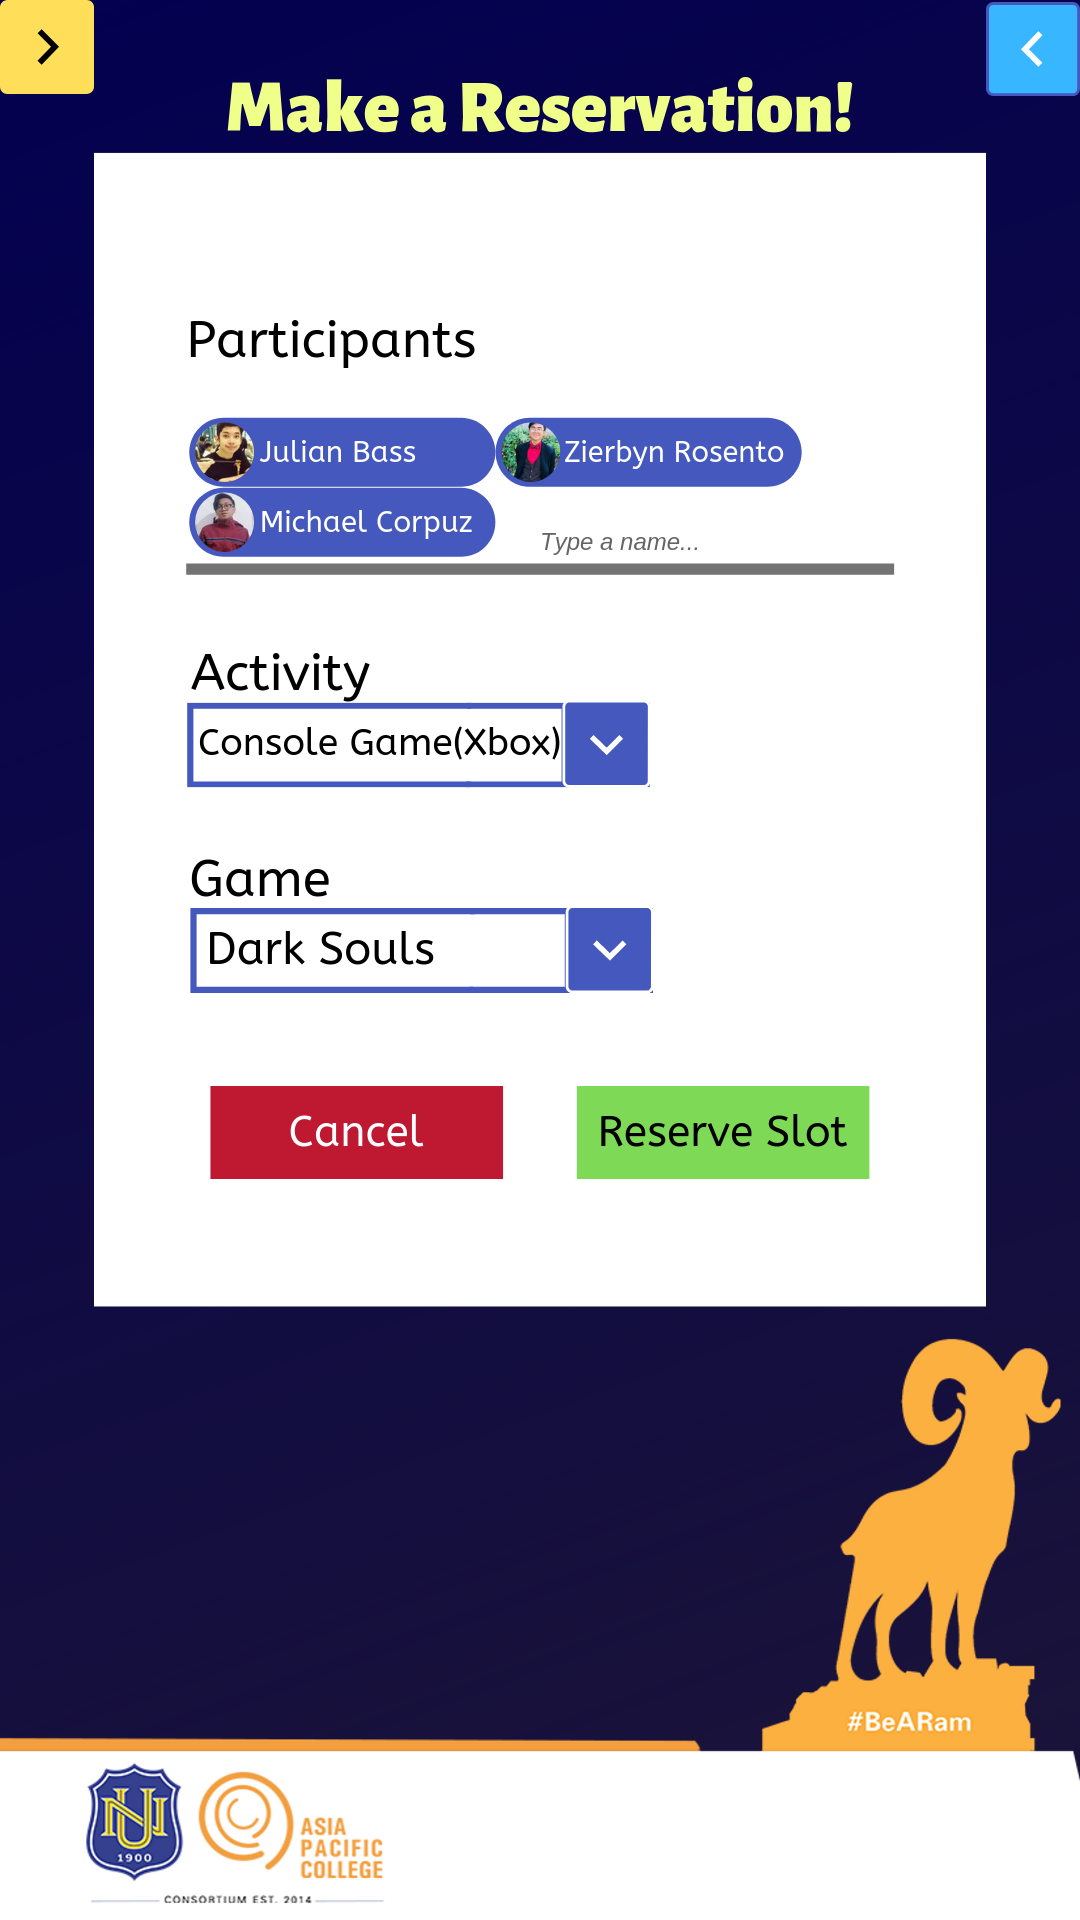 Make a Reservation!
Participants
Julian Bass
Zierbyn Rosento
Michael Corpuz
Type a name...
Activity
Console Game(Xbox)
Game
Dark Souls
Cancel
Reserve Slot
#BeARam
NU
1900
ASIA
PACIFIC
COLLEGE
CONSORTIUM EST. 2014